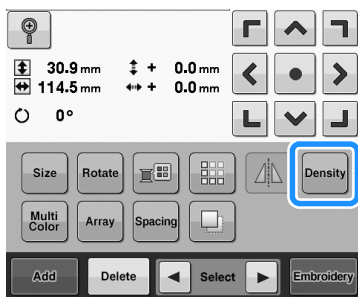 30.9 mm + 0.0 mm
114.5 mm + 0.0 mm
0°
Size Rotate Density
Multi Color Array Spacing
Add Delete Select Embroidery